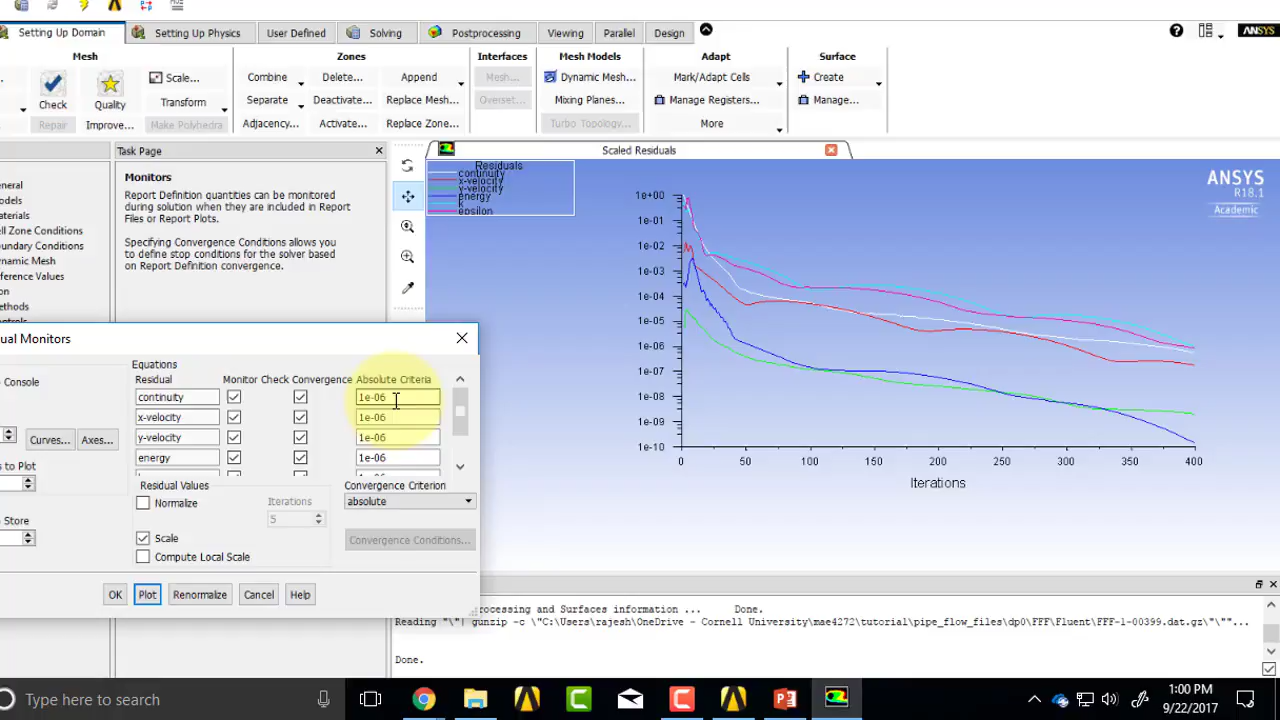 Setting Up Domain
Setting Up Physics
User Defined
Solving
Postprocessing
Viewing
Parallel
Design
ANSYS
Mesh
Zones
Interfaces
Mesh Models
Adapt
Surface
Check
Repair
Quality
Improve...
Scale...
Transform
Make Polyhedra
Combine
Separate
Adjacency...
Delete...
Deactivate...
Activate...
Append
Replace Mesh...
Replace Zone...
Mesh...
Overset...
Dynamic Mesh...
Mixing Planes...
Turbo Topology...
Mark/Adapt Cells
Manage Registers...
More
Create
Manage...
Task Page
Monitors
Report Definition quantities can be monitored
during solution when they are included in Report
Files or Report Plots.
Specifying Convergence Conditions allows you
to define stop conditions for the solver based
on Report Definition convergence.
eneral
odels
aterials
ell Zone Conditions
oundary Conditions
ynamic Mesh
eference Values
on
ethods
Scaled Residuals
Residuals
continuity
x-velocity
y-velocity
energy
k
epsilon
ANSYS
R18.1
Academic
1e+00
1e-01
1e-02
1e-03
1e-04
1e-05
1e-06
1e-07
1e-08
1e-09
1e-10
0
50
100
150
200
250
300
350
400
Iterations
ual Monitors
Console
Curves...
Axes...
s to Plot
Store
Equations
Residual
Monitor Check Convergence Absolute Criteria
continuity
1e-06
x-velocity
1e-06
y-velocity
1e-06
energy
1e-06
Residual Values
Normalize
Iterations
5
Scale
Compute Local Scale
Convergence Criterion
absolute
Convergence Conditions...
OK
Plot
Renormalize
Cancel
Help
processing and Surfaces information ... Done.
Reading "\"| gunzip -c \"C:\Users\rajesh\OneDrive - Cornell University\mae4272\tutorial\pipe_flow_files\dp0\FFF\Fluent\FFF-1-00399.dat.gz\"\""...
Done.
Type here to search
1:00 PM
9/22/2017